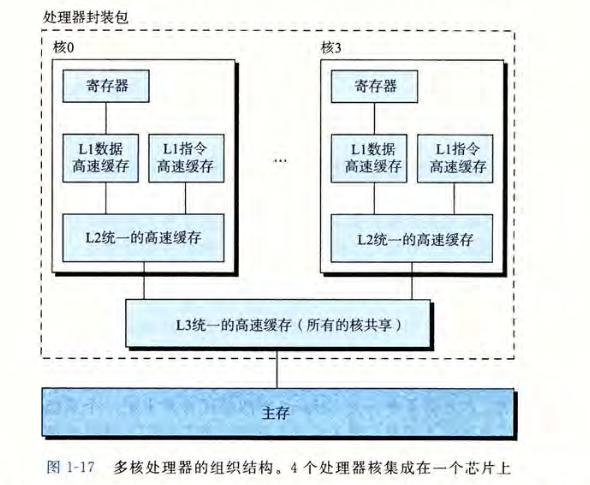 处理器封装包
核0
核3
寄存器
寄存器
L1数据
高速缓存
L1指令
高速缓存
L1数据
高速缓存
L1指令
高速缓存
...
L2统一的高速缓存
L2统一的高速缓存
L3统一的高速缓存（所有的核共享）
主存
图 1-17 多核处理器的组织结构。4 个处理器核集成在一个芯片上